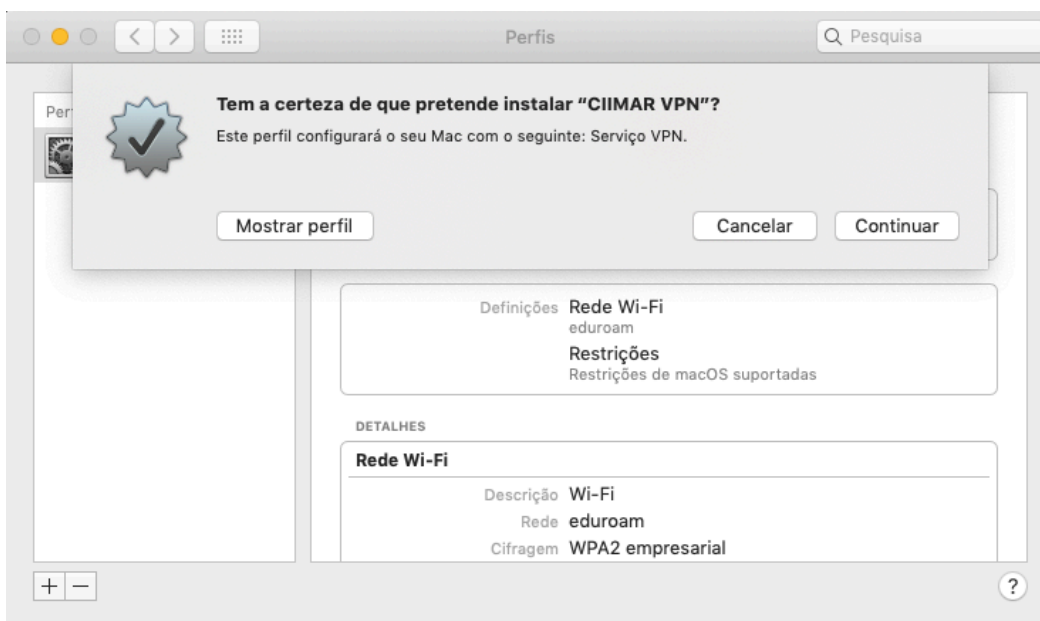 Perfis
Pesquisa
Per
Tem a certeza de que pretende instalar “CIIMAR VPN”?
Este perfil configurará o seu Mac com o seguinte: Serviço VPN.
Mostrar perfil
Cancelar
Continuar
Definições Rede Wi-Fi
eduroam
Restrições
Restrições de macOS suportadas
DETALHES
Rede Wi-Fi
Descrição Wi-Fi
Rede eduroam
Cifragem WPA2 empresarial
?